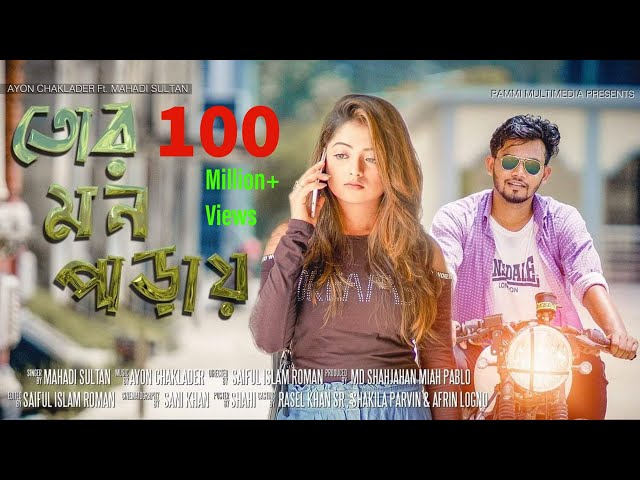 AYON CHAKLADER Ft. MAHADI SULTAN
PAMMI MULTIMEDIA PRESENTS
তোর
মন
পাড়ায়
100
Million+
Views
LONDON
SINGER BY MAHADI SULTAN MUSIC BY AYON CHAKLADER DIRECTED BY SAIFUL ISLAM ROMAN PRODUCED BY MD SHAHJAHAN MIAH PABLO
EDITED BY SAIFUL ISLAM ROMAN CINEMATOGRAPHY BY SANI KHAN POSTER BY SHAHI CASTING BY RASEL KHAN SR, SHAKILA PARVIN & AFRIN LOGNO